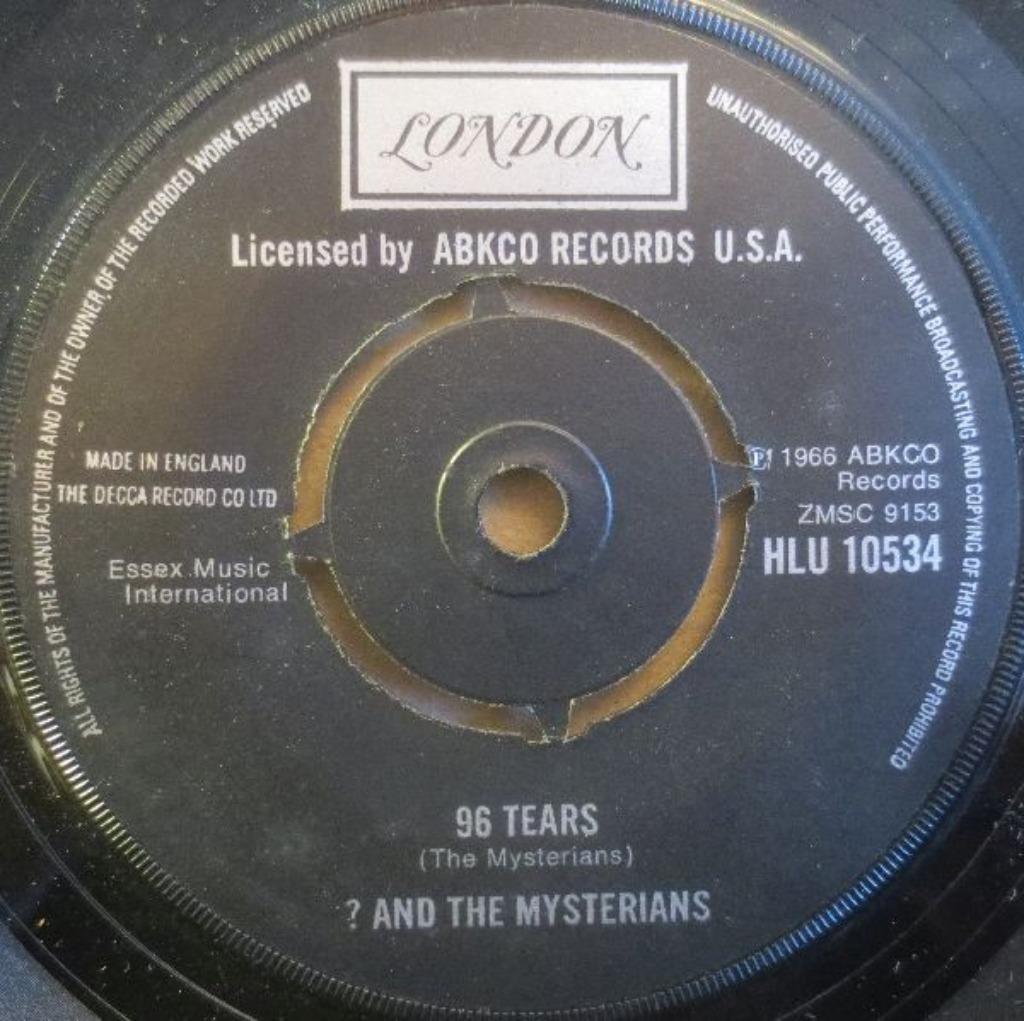 LONDON
Licensed by ABKCO RECORDS U.S.A.
ALL RIGHTS OF THE MANUFACTURER AND OF THE OWNER OF THE RECORDED WORK RESERVED
UNAUTHORISED PUBLIC PERFORMANCE BROADCASTING AND COPYING OF THIS RECORD PROHIBITED
MADE IN ENGLAND
THE DECCA RECORD CO LTD
Essex Music
International
℗ 1966 ABKCO
Records
ZMSC 9153
HLU 10534
96 TEARS
(The Mysterians)
? AND THE MYSTERIANS